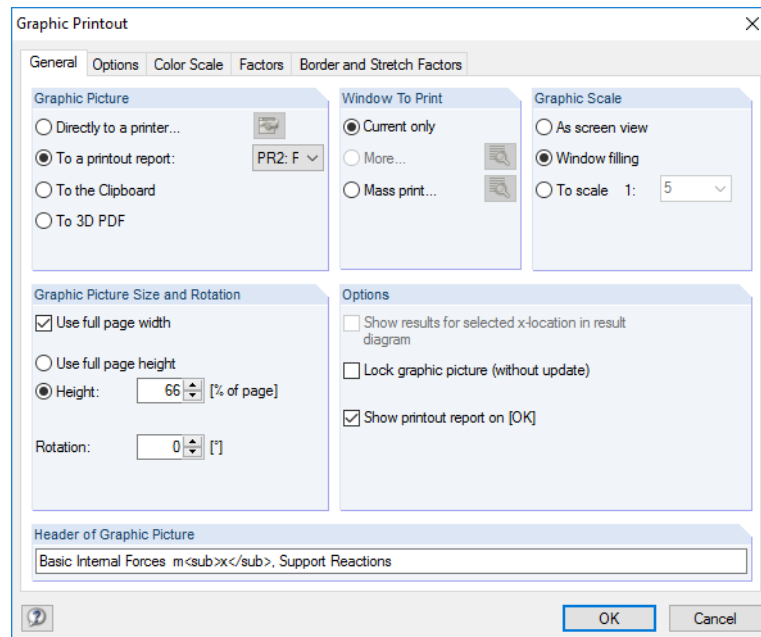 Graphic Printout
General Options Color Scale Factors Border and Stretch Factors
Graphic Picture
Directly to a printer...
To a printout report: PR2: F
To the Clipboard
To 3D PDF
Window To Print
Current only
More...
Mass print...
Graphic Scale
As screen view
Window filling
To scale 1: 5
Graphic Picture Size and Rotation
Use full page width
Use full page height
Height: 66 [% of page]
Rotation: 0 [°]
Options
Show results for selected x-location in result
diagram
Lock graphic picture (without update)
Show printout report on [OK]
Header of Graphic Picture
Basic Internal Forces m<sub>x</sub>, Support Reactions
OK Cancel